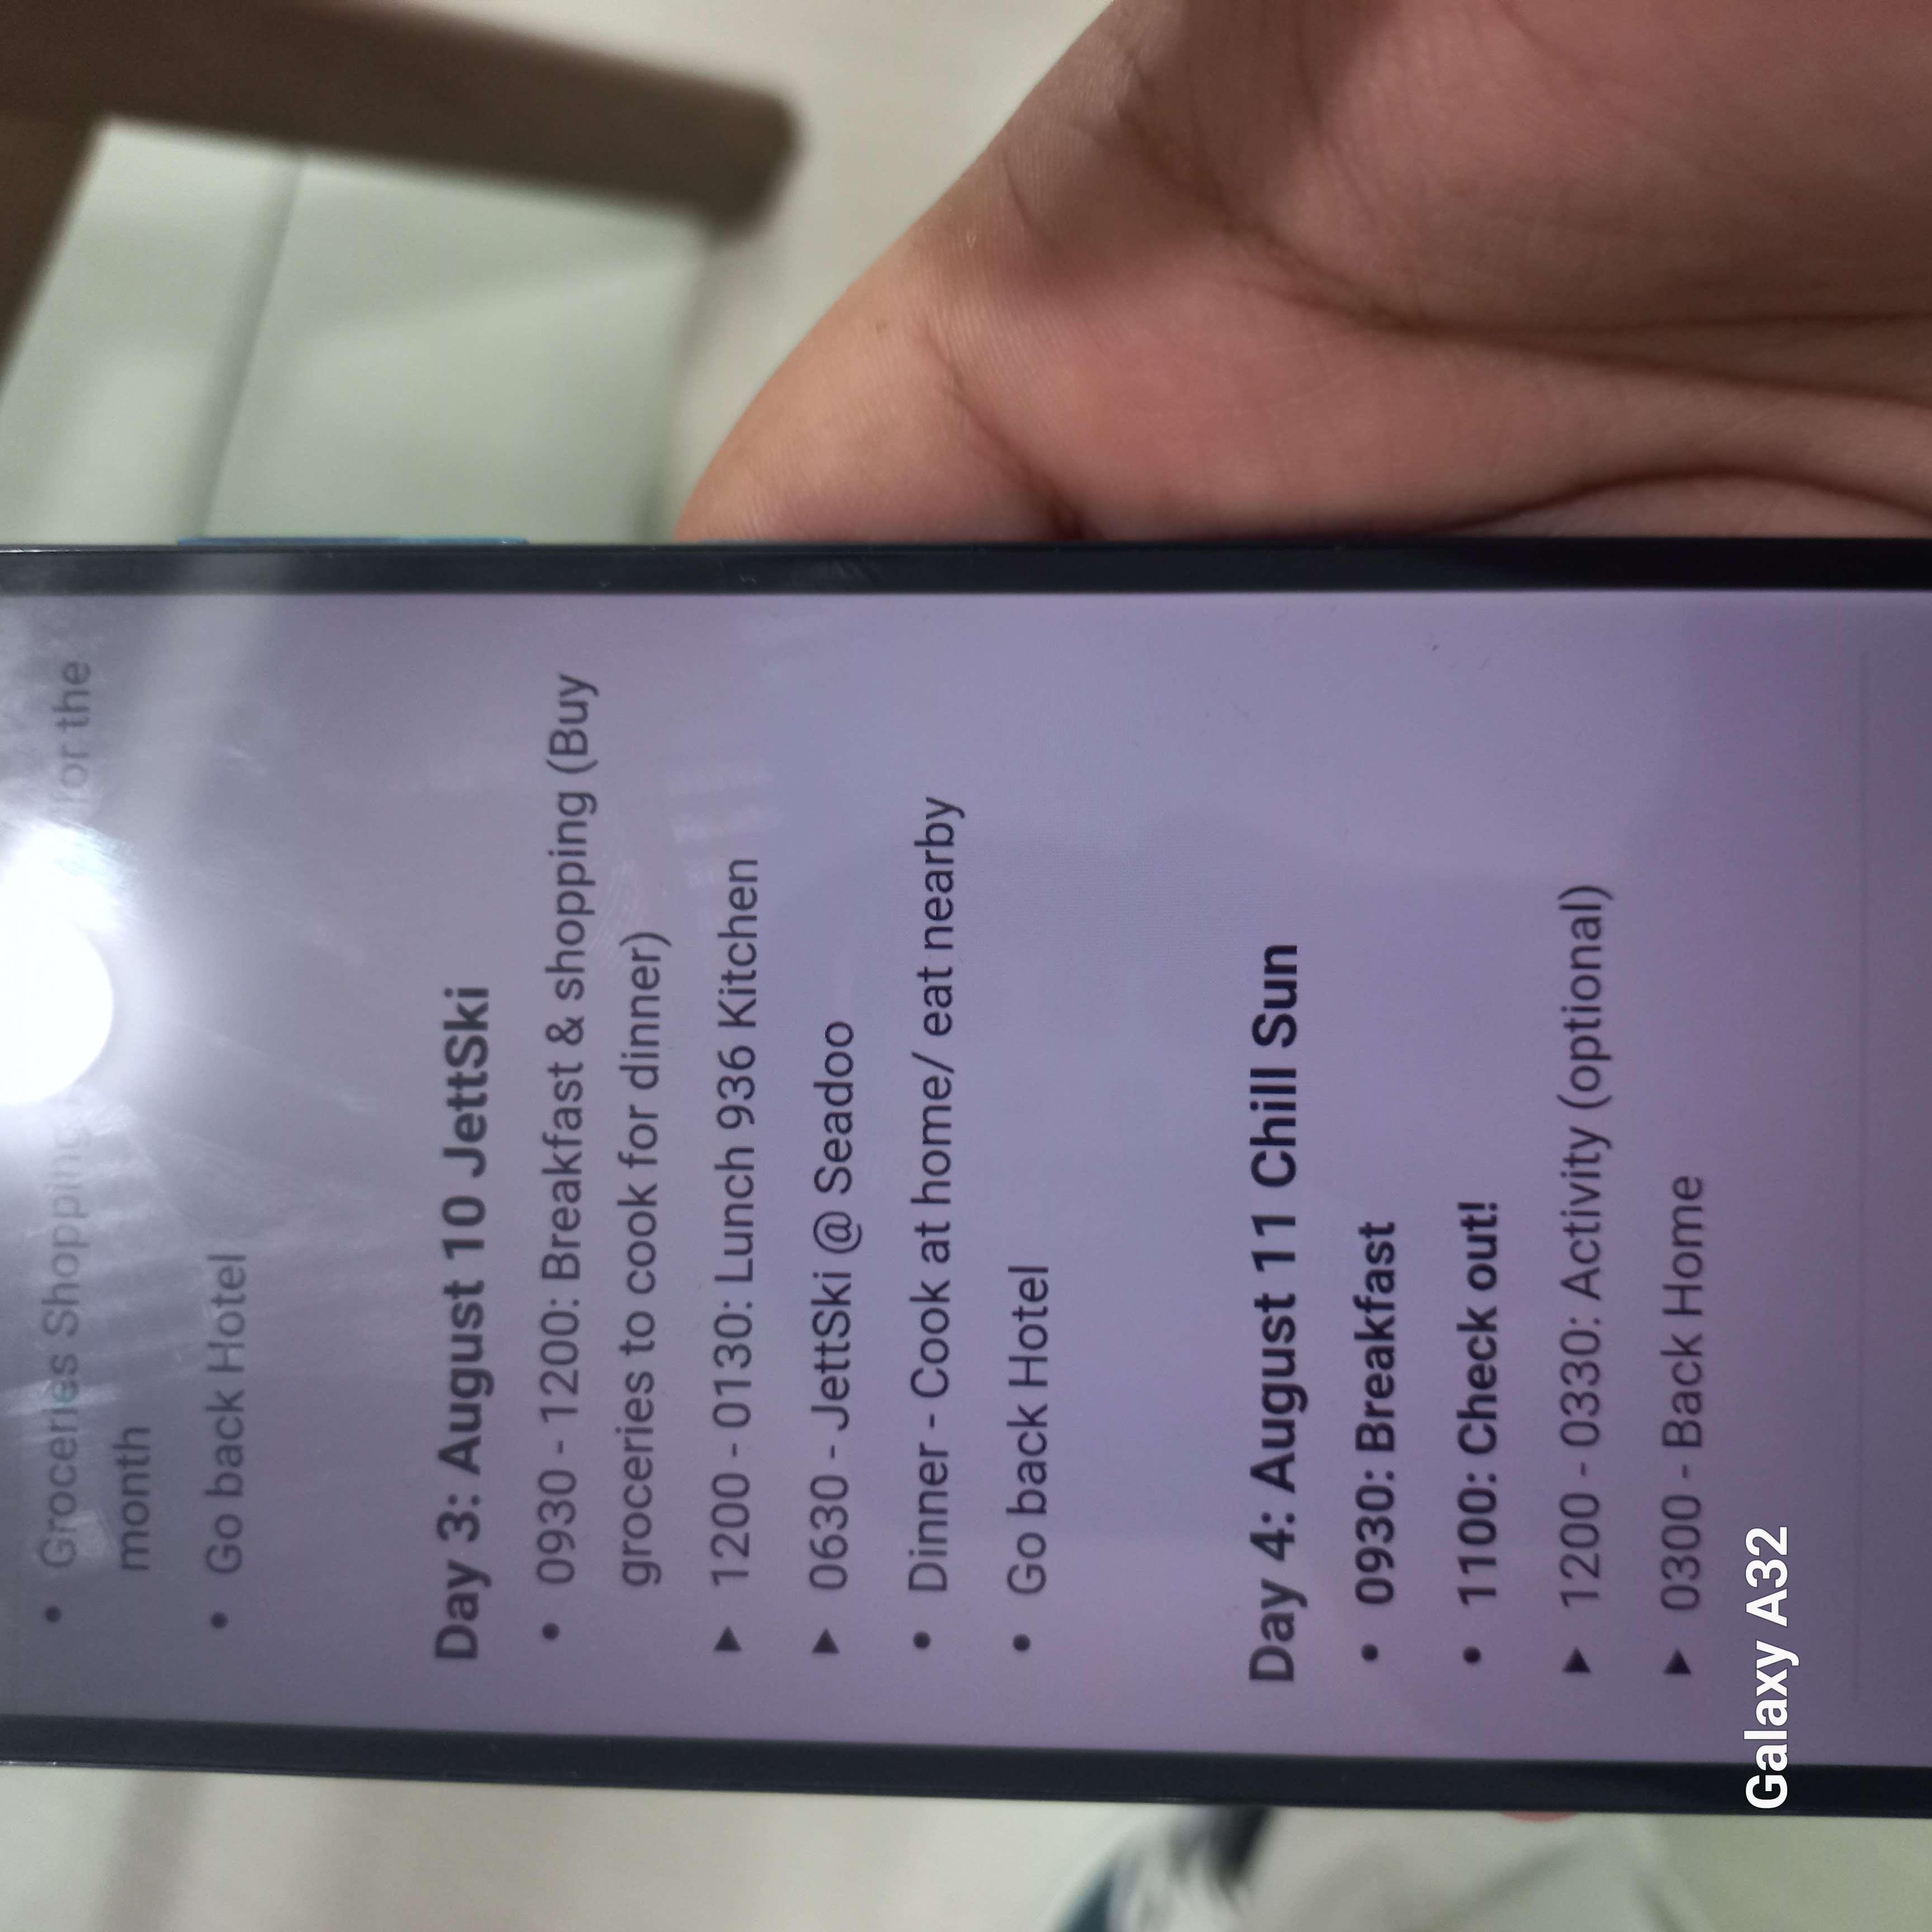 • Groceries Shopping for the
month
• Go back Hotel
Day 3: August 10 JettSki
• 0930 - 1200: Breakfast & shopping (Buy
groceries to cook for dinner)
▶ 1200 - 0130: Lunch 936 Kitchen
▶ 0630 - JettSki @ Seadoo
• Dinner - Cook at home/ eat nearby
• Go back Hotel
Day 4: August 11 Chill Sun
• 0930: Breakfast
• 1100: Check out!
▶ 1200 - 0330: Activity (optional)
▶ 0300 - Back Home
Galaxy A32